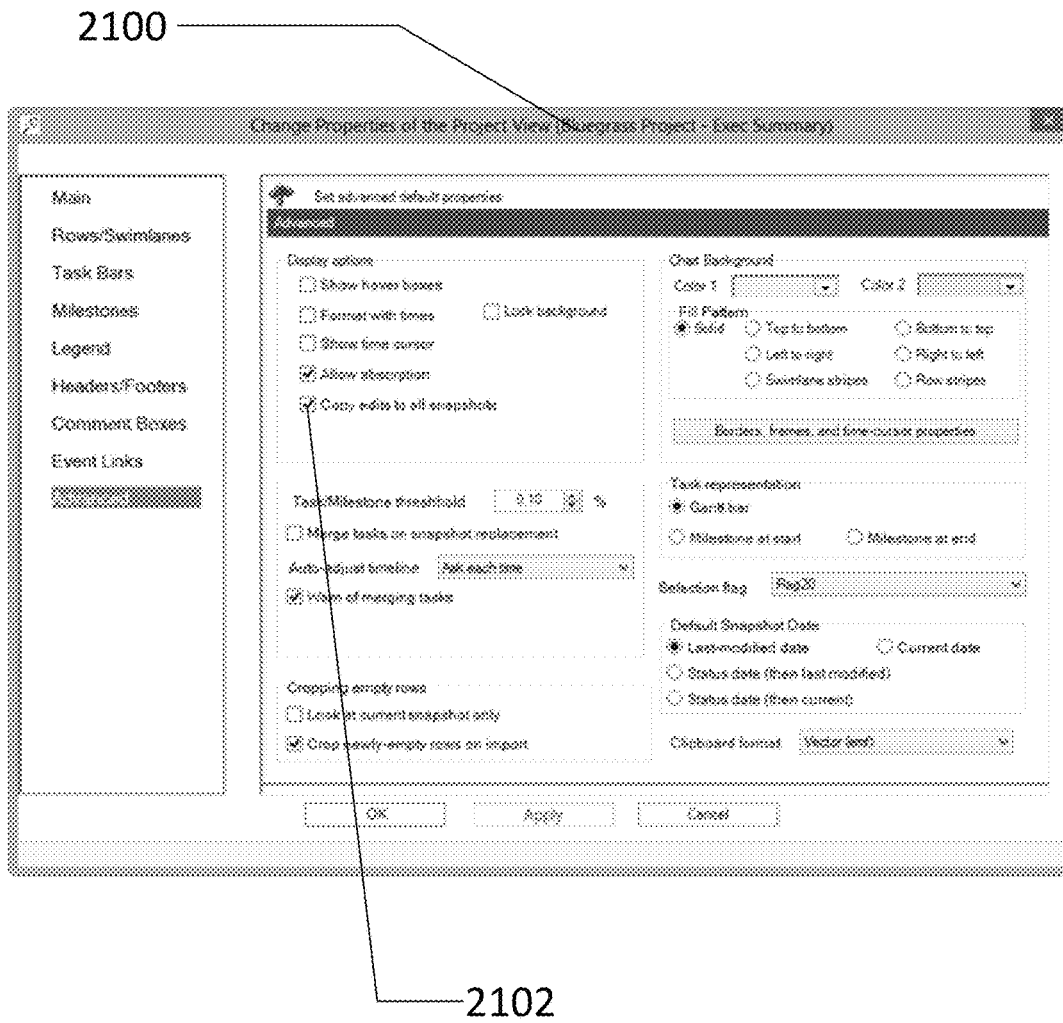 2100
Change Properties of the Project View (Bluegrass Project - Exec Summary)
Main
Rows/Swimlanes
Task Bars
Milestones
Legend
Headers/Footers
Comment Boxes
Event Links
Advanced
Set advanced default properties
Advanced
Display options
Show hover boxes
Format with times
Lock background
Show time cursor
Allow absorption
Copy edits to all snapshots
Task/Milestone threshhold 0.10 %
Merge tasks on snapshot replacement
Auto-adjust timeline Ask each time
Warn of merging tasks
Cropping empty rows
Look at current snapshot only
Crop newly-empty rows on import
Chart Background
Color 1 Color 2
Fill Pattern
Solid Top to bottom Bottom to top
Left to right Right to left
Swimlane stripes Row stripes
Borders, frames, and time-cursor properties
Task representation
Gantt bar
Milestone at start Milestone at end
Selection flag Flag20
Default Snapshot Date
Last-modified date Current date
Status date (then last modified)
Status date (then current)
Clipboard format Vector (emf)
OK Apply Cancel
2102